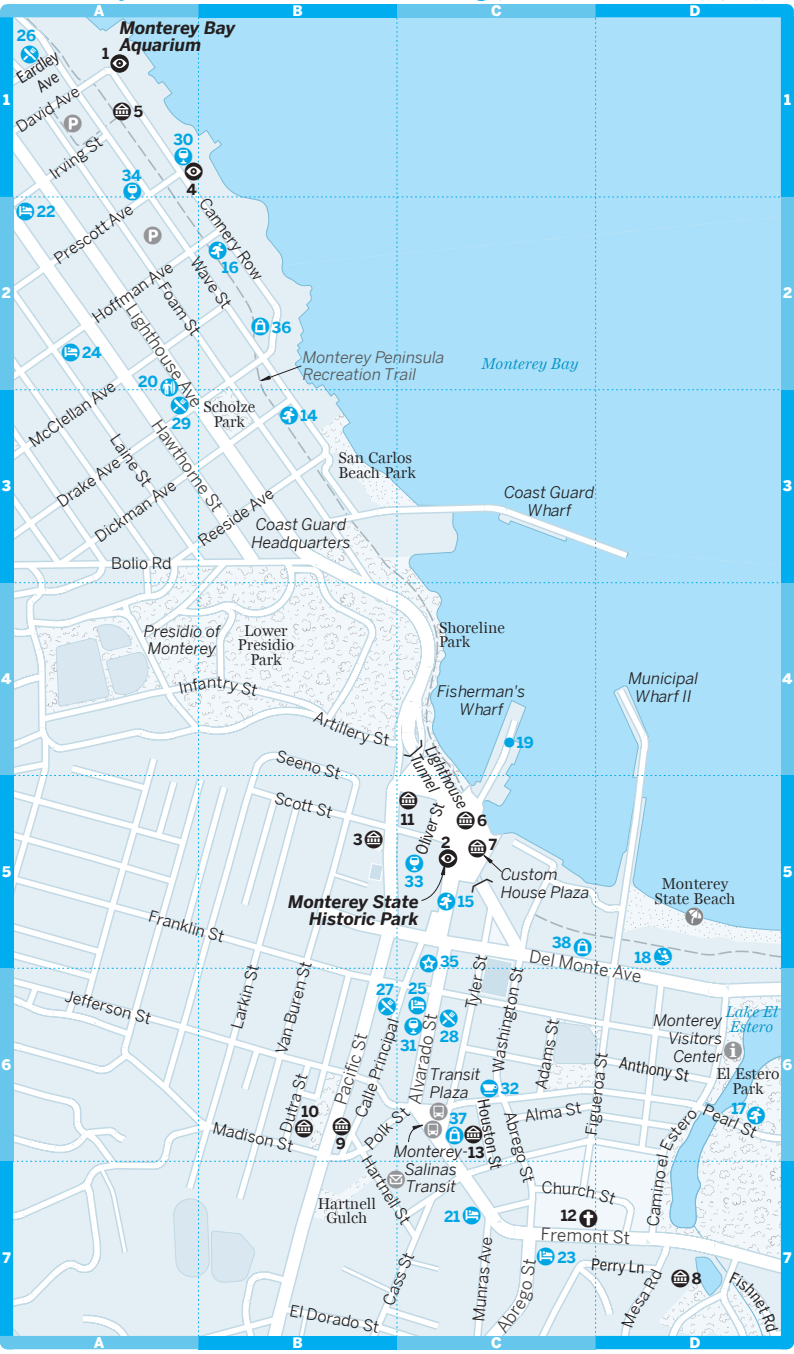 A
B
C
D
26
Monterey Bay
Aquarium
1
Eardley
Ave
1
1
David Ave
P
5
Irving St
30
34
4
22
Prescott Ave
P
Cannery Row
16
2
2
Hoffman Ave
Wave St
Foam St
36
Lighthouse Ave
24
Monterey Peninsula
Recreation Trail
Monterey Bay
20
McClellan Ave
29
Scholze
Park
14
Hawthorne St
Laine St
San Carlos
Beach Park
Drake Ave
3
3
Dickman Ave
Reeside Ave
Coast Guard
Wharf
Coast Guard
Headquarters
Bolio Rd
Presidio of
Monterey
Lower
Presidio
Park
Shoreline
Park
4
4
Infantry St
Fisherman's
Wharf
Municipal
Wharf II
Artillery St
19
Lighthouse
Tunnel
Seeno St
Scott St
11
Oliver St
6
3
2
7
33
5
5
Custom
House Plaza
Monterey State
Historic Park
15
Monterey
State Beach
Franklin St
38
Del Monte Ave
18
35
Larkin St
Van Buren St
Tyler St
Washington St
27
25
Jefferson St
31
28
Lake El
Estero
Monterey
Visitors
Center
i
Pacific St
Calle Principal
Alvarado St
Adams St
Figueroa St
Anthony St
6
6
El Estero
Park
Transit
Plaza
32
17
Dutra St
10
Alma St
Pearl St
Madison St
9
Polk St
37
13
Houston St
Abrego St
Monterey-
Salinas
Transit
Camino el Estero
Hartnell St
Hartnell
Gulch
Church St
21
12
Fremont St
7
7
23
Perry Ln
8
Cass St
Munras Ave
Abrego St
Mesa Rd
Fishnet Rd
El Dorado St
A
B
C
D